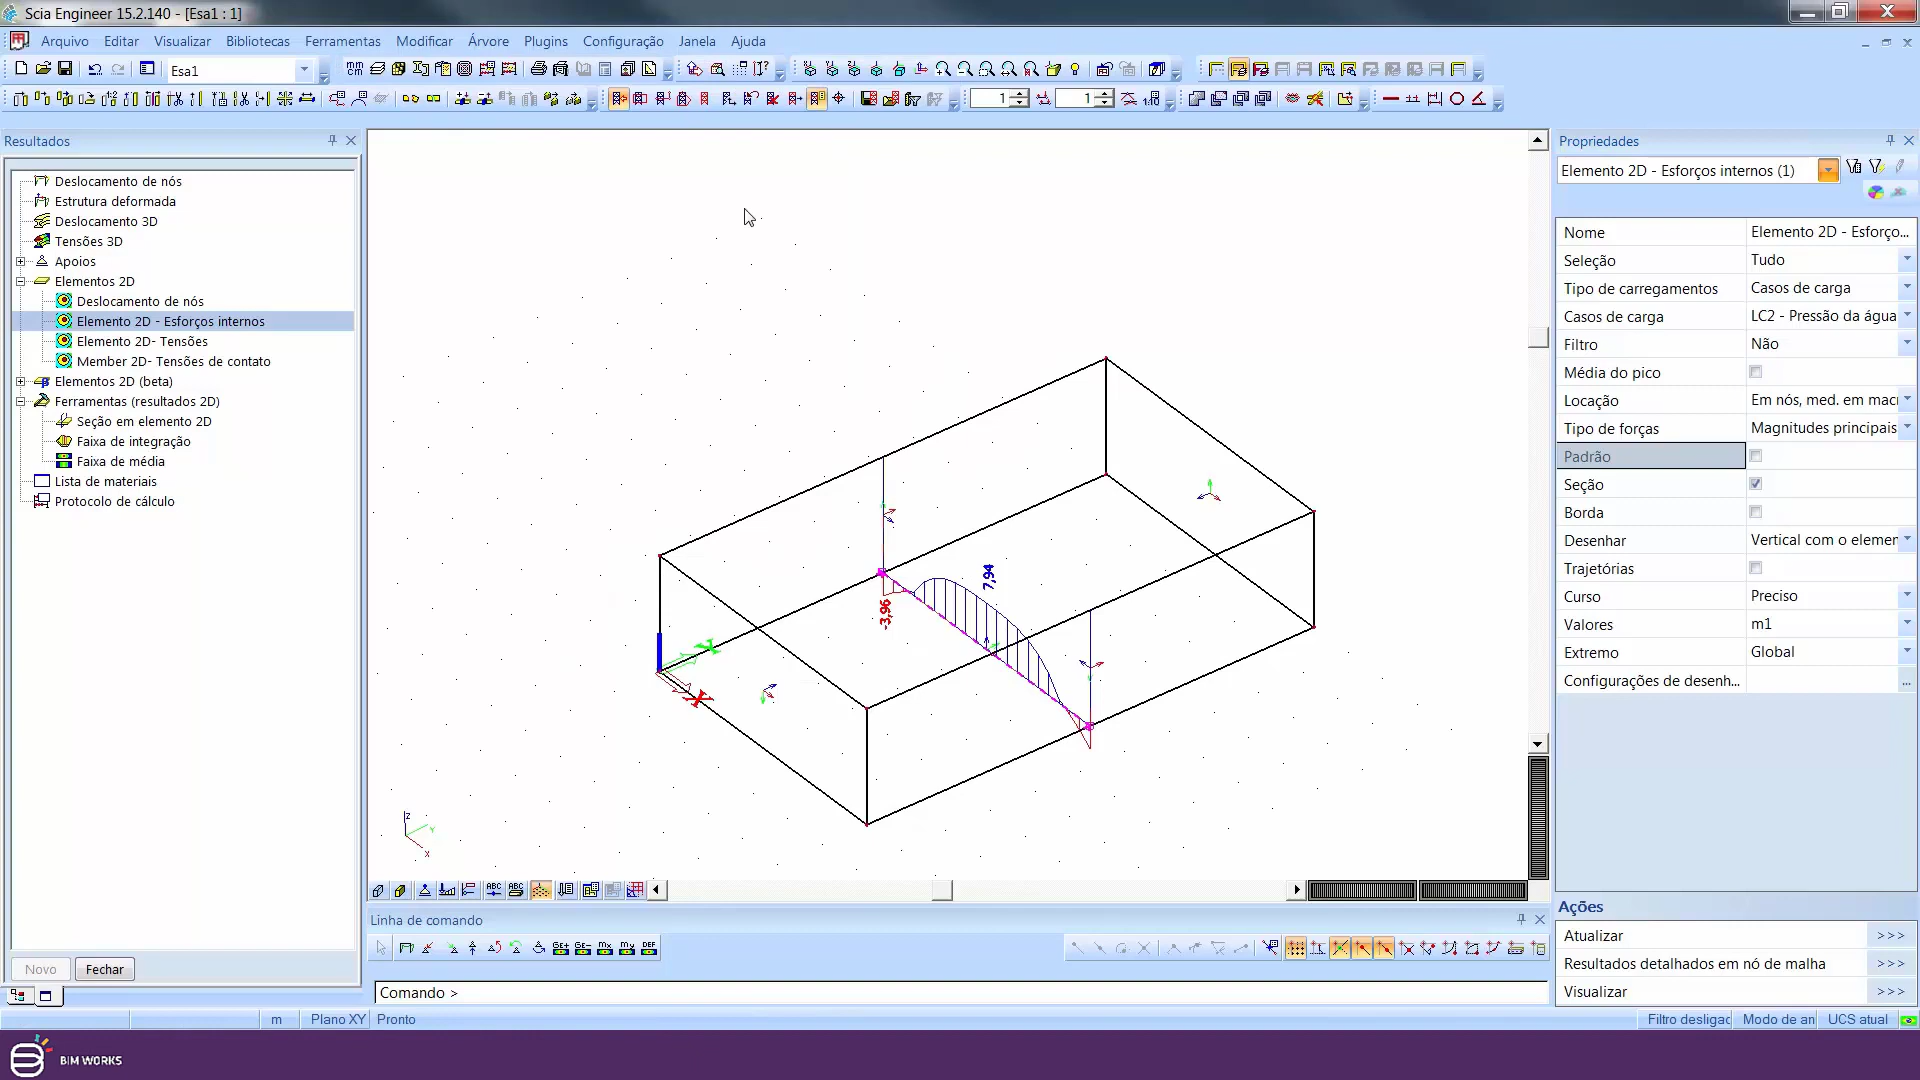 Scia Engineer 15.2.140 - [Esa1 : 1]
Arquivo Editar Visualizar Bibliotecas Ferramentas Modificar Árvore Plugins Configuração Janela Ajuda
Esa1
1 1
Resultados
Deslocamento de nós
Estrutura deformada
Deslocamento 3D
Tensões 3D
Apoios
Elementos 2D
Deslocamento de nós
Elemento 2D - Esforços internos
Elemento 2D- Tensões
Member 2D- Tensões de contato
Elementos 2D (beta)
Ferramentas (resultados 2D)
Seção em elemento 2D
Faixa de integração
Faixa de média
Lista de materiais
Protocolo de cálculo
Novo Fechar
7,94
-3,96
X
Z
Y
X
Propriedades
Elemento 2D - Esforços internos (1)
Nome Elemento 2D - Esforço...
Seleção Tudo
Tipo de carregamentos Casos de carga
Casos de carga LC2 - Pressão da água
Filtro Não
Média do pico
Locação Em nós, med. em macr
Tipo de forças Magnitudes principais
Padrão
Seção
Borda
Desenhar Vertical com o elemen
Trajetórias
Curso Preciso
Valores m1
Extremo Global
Configurações de desenh... ...
Ações
Atualizar >>>
Resultados detalhados em nó de malha >>>
Visualizar >>>
Linha de comando
Comando >
m Plano XY Pronto
Filtro desligac Modo de an UCS atual
BIM WORKS